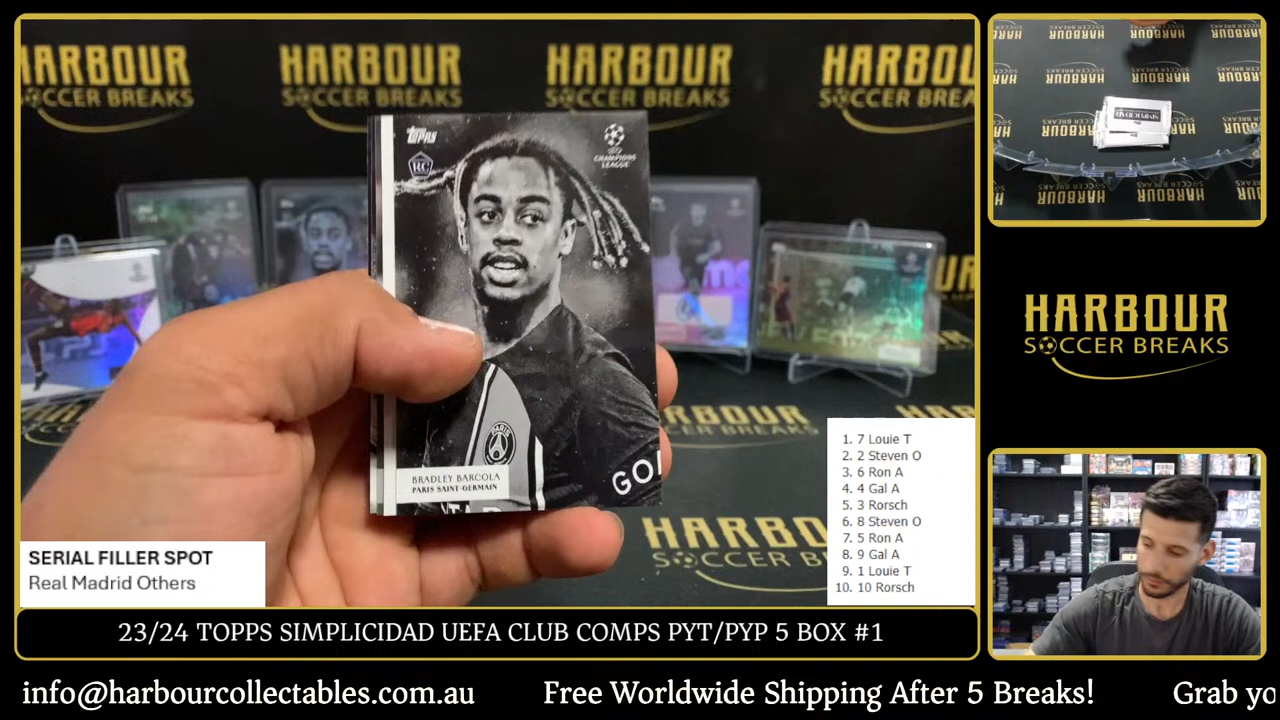 HARBOUR
SOCCER BREAKS
HARBOUR
SOCCER BREAKS
HARBOUR
SOCCER BREAKS
HARBOUR
SOCCER BREAKS
topps
RC
CHAMPIONS
LEAGUE
PARIS
GOA
BRADLEY BARCOLA
PARIS SAINT-GERMAIN
HARBOUR
SOCCER BREAKS
HARBOUR
SOCCER BREAKS
1. 7 Louie T
2. 2 Steven O
3. 6 Ron A
4. 4 Gal A
5. 3 Rorsch
6. 8 Steven O
7. 5 Ron A
8. 9 Gal A
9. 1 Louie T
10. 10 Rorsch
SERIAL FILLER SPOT
Real Madrid Others
23/24 TOPPS SIMPLICIDAD UEFA CLUB COMPS PYT/PYP 5 BOX #1
info@harbourcollectables.com.au Free Worldwide Shipping After 5 Breaks! Grab yo